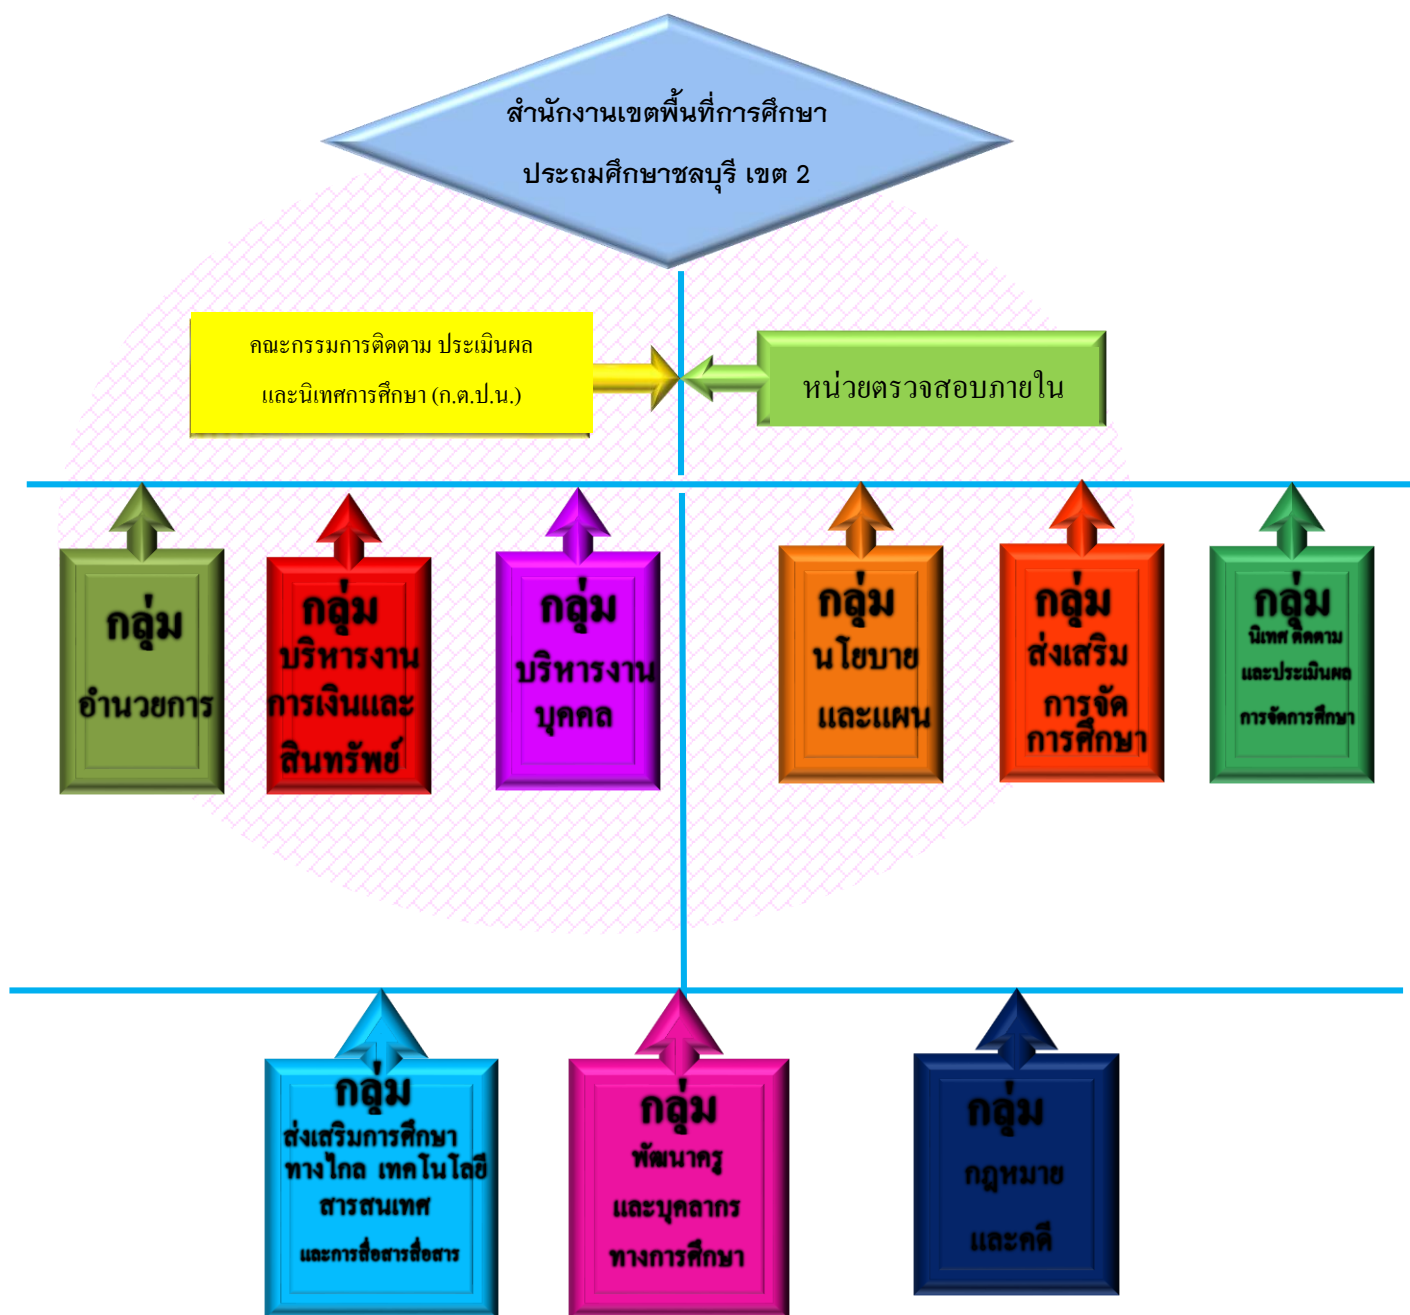 สำนักงานเขตพื้นที่การศึกษา
ประถมศึกษาชลบุรี เขต 2
คณะกรรมการติดตาม ประเมินผล
และนิเทศการศึกษา (ก.ต.ป.น.)
หน่วยตรวจสอบภายใน
กลุ่ม
อำนวยการ
กลุ่ม
บริหารงาน
การเงินและ
สินทรัพย์
กลุ่ม
บริหารงาน
บุคคล
กลุ่ม
นโยบาย
และแผน
กลุ่ม
ส่งเสริม
การจัด
การศึกษา
กลุ่ม
นิเทศ ติดตาม
และประเมินผล
การจัดการศึกษา
กลุ่ม
ส่งเสริมการศึกษา
ทางไกล เทคโนโลยี
สารสนเทศ
และการสื่อสารสื่อสาร
กลุ่ม
พัฒนาครู
และบุคลากร
ทางการศึกษา
กลุ่ม
กฎหมาย
และคดี